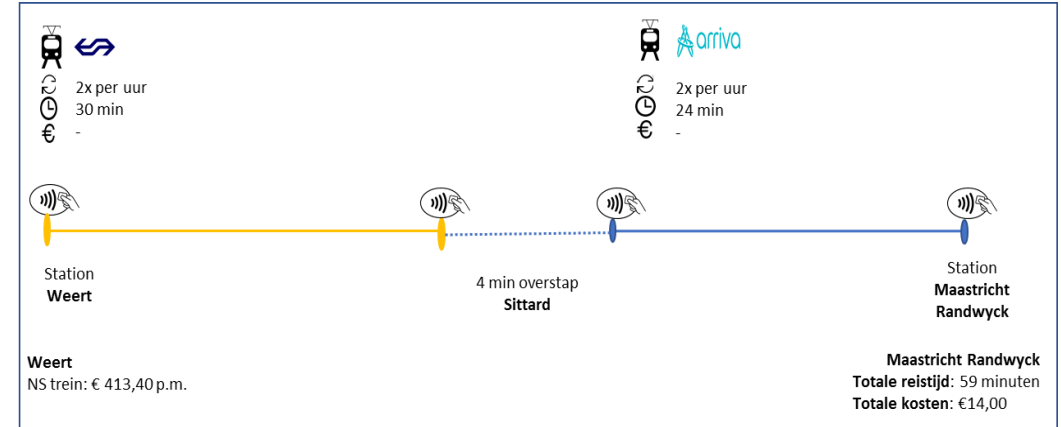 arriva
2x per uur
30 min
€ -
2x per uur
24 min
€ -
Station
Weert
4 min overstap
Sittard
Station
Maastricht
Randwyck
Weert
NS trein: € 413,40 p.m.
Maastricht Randwyck
Totale reistijd: 59 minuten
Totale kosten: €14,00